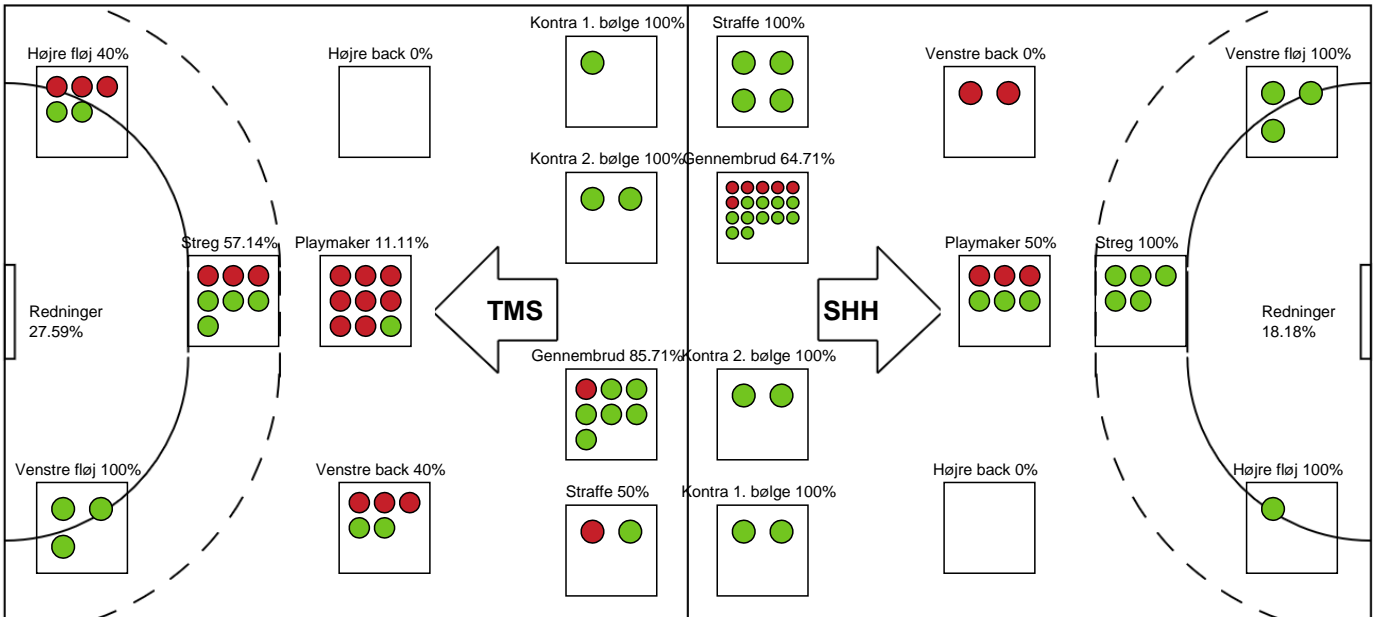 Kontra 1. bølge 100%
Straffe 100%
Højre fløj 40%
Højre back 0%
Venstre back 0%
Venstre fløj 100%
Kontra 2. bølge 100%
Gennembrud 64.71%
Streg 57.14%
Playmaker 11.11%
Playmaker 50%
Streg 100%
Redninger
27.59%
TMS
SHH
Redninger
18.18%
Gennembrud 85.71%
Kontra 2. bølge 100%
Venstre fløj 100%
Venstre back 40%
Straffe 50%
Kontra 1. bølge 100%
Højre back 0%
Højre fløj 100%